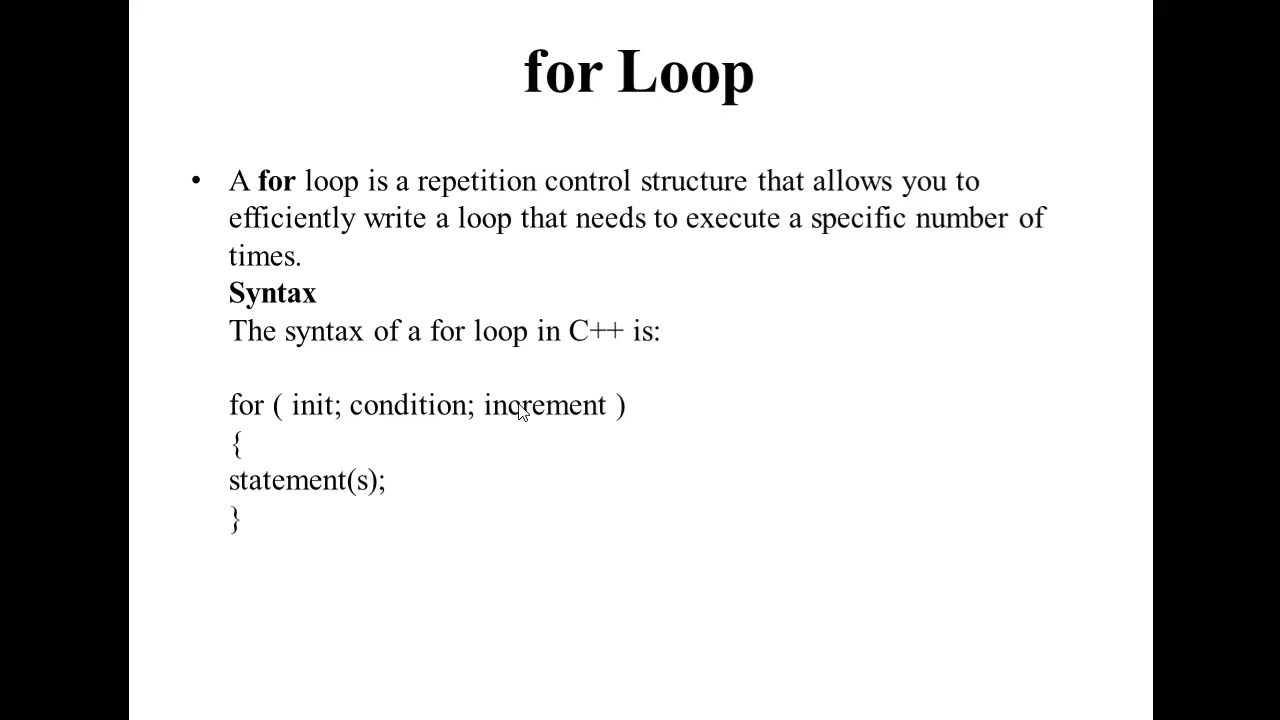 for Loop
• A for loop is a repetition control structure that allows you to
efficiently write a loop that needs to execute a specific number of
times.
Syntax
The syntax of a for loop in C++ is:
for ( init; condition; increment )
{
statement(s);
}